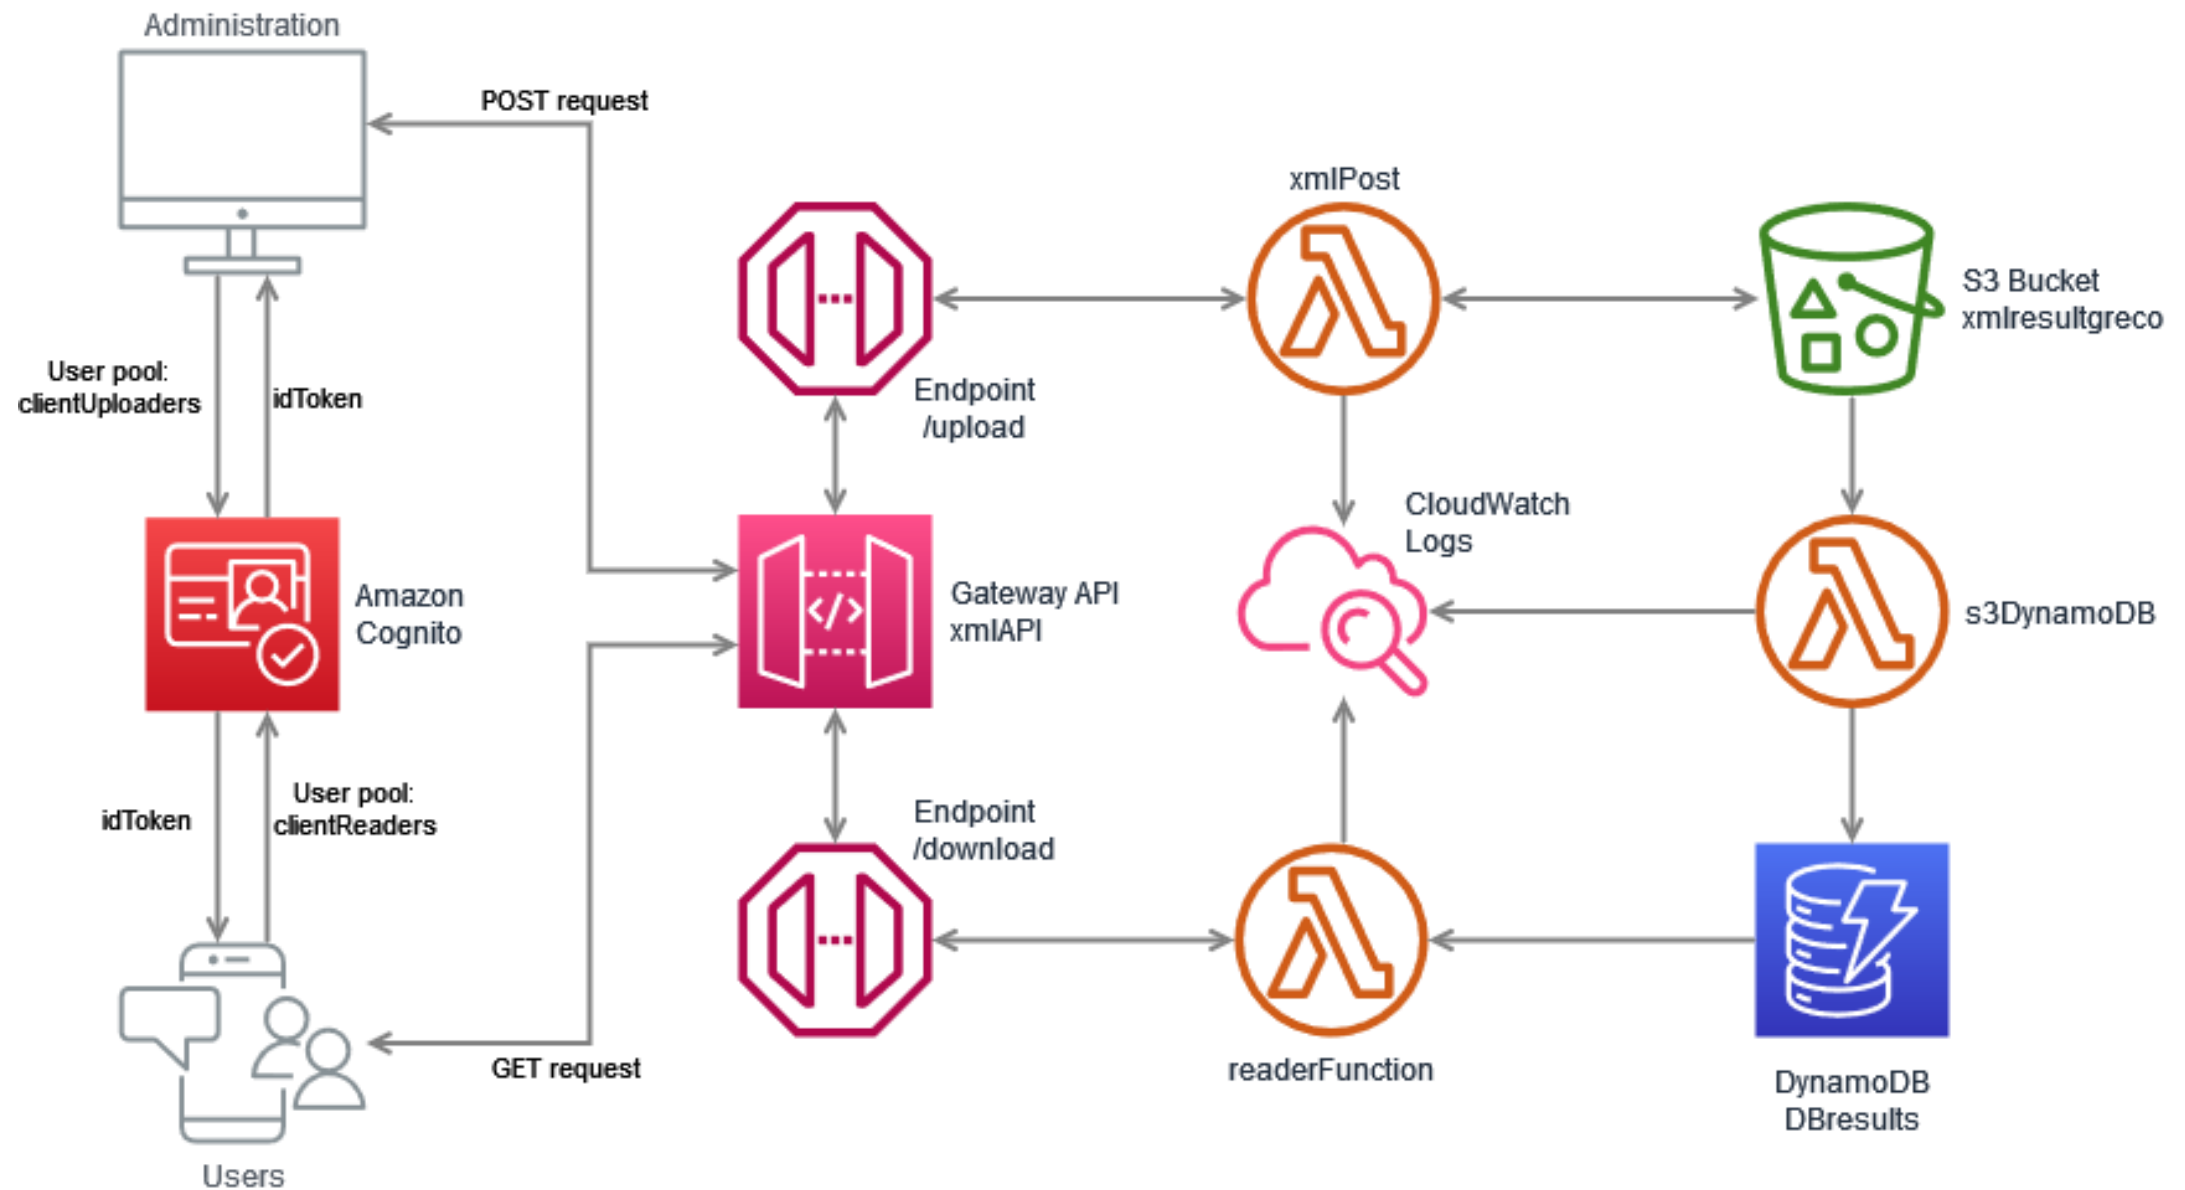 Administration
POST request
xmlPost
S3 Bucket
xmlresultgreco
User pool:
clientUploaders
idToken
Endpoint
/upload
CloudWatch
Logs
Amazon
Cognito
Gateway API
xmlAPI
s3DynamoDB
idToken
User pool:
clientReaders
Endpoint
/download
GET request
readerFunction
DynamoDB
DBresults
Users